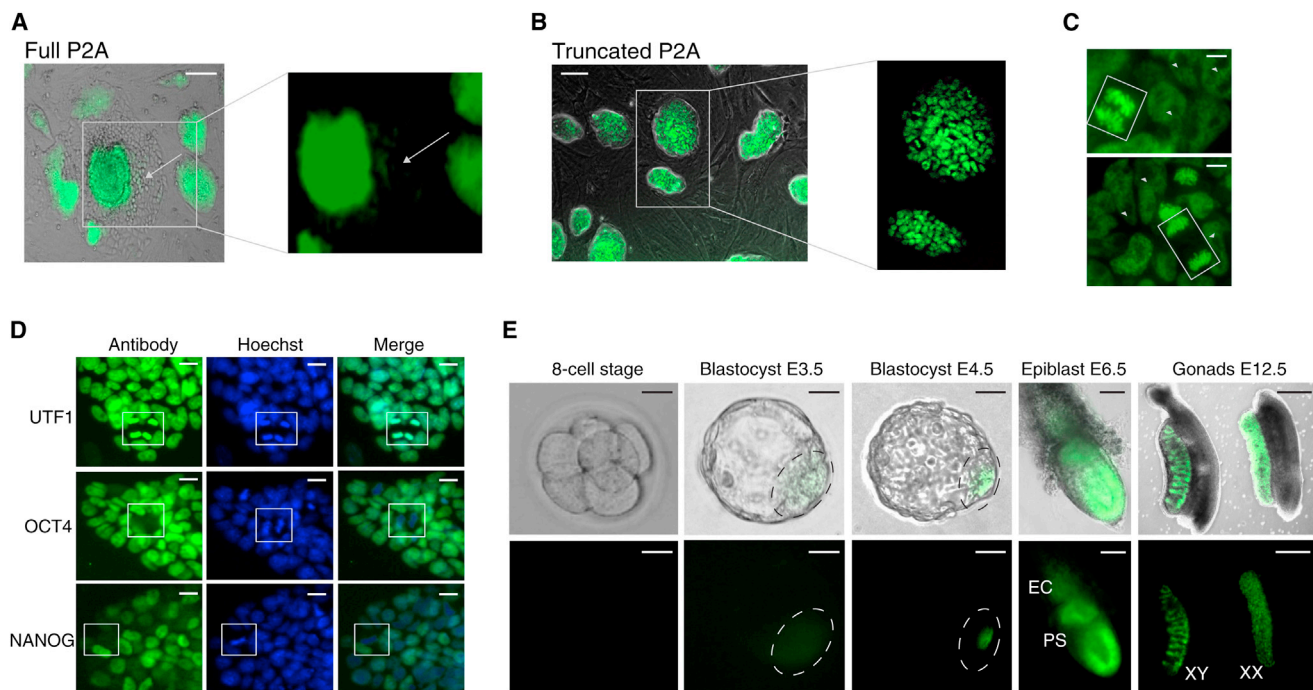 A
Full P2A
B
Truncated P2A
C
D
Antibody Hoechst Merge
UTF1
OCT4
NANOG
E
8-cell stage Blastocyst E3.5 Blastocyst E4.5 Epiblast E6.5 Gonads E12.5
EC
PS
XY XX